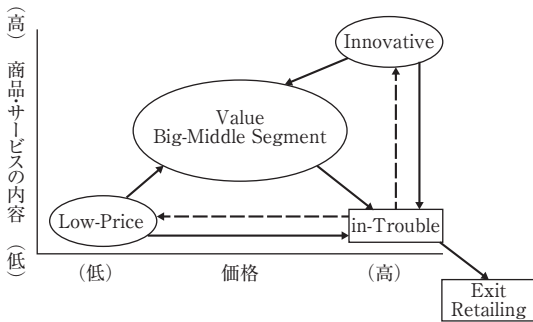 (高)
商品・サービスの内容
(低)
Innovative
Value
Big-Middle Segment
Low-Price
in-Trouble
(低)
価格
(高)
Exit
Retailing